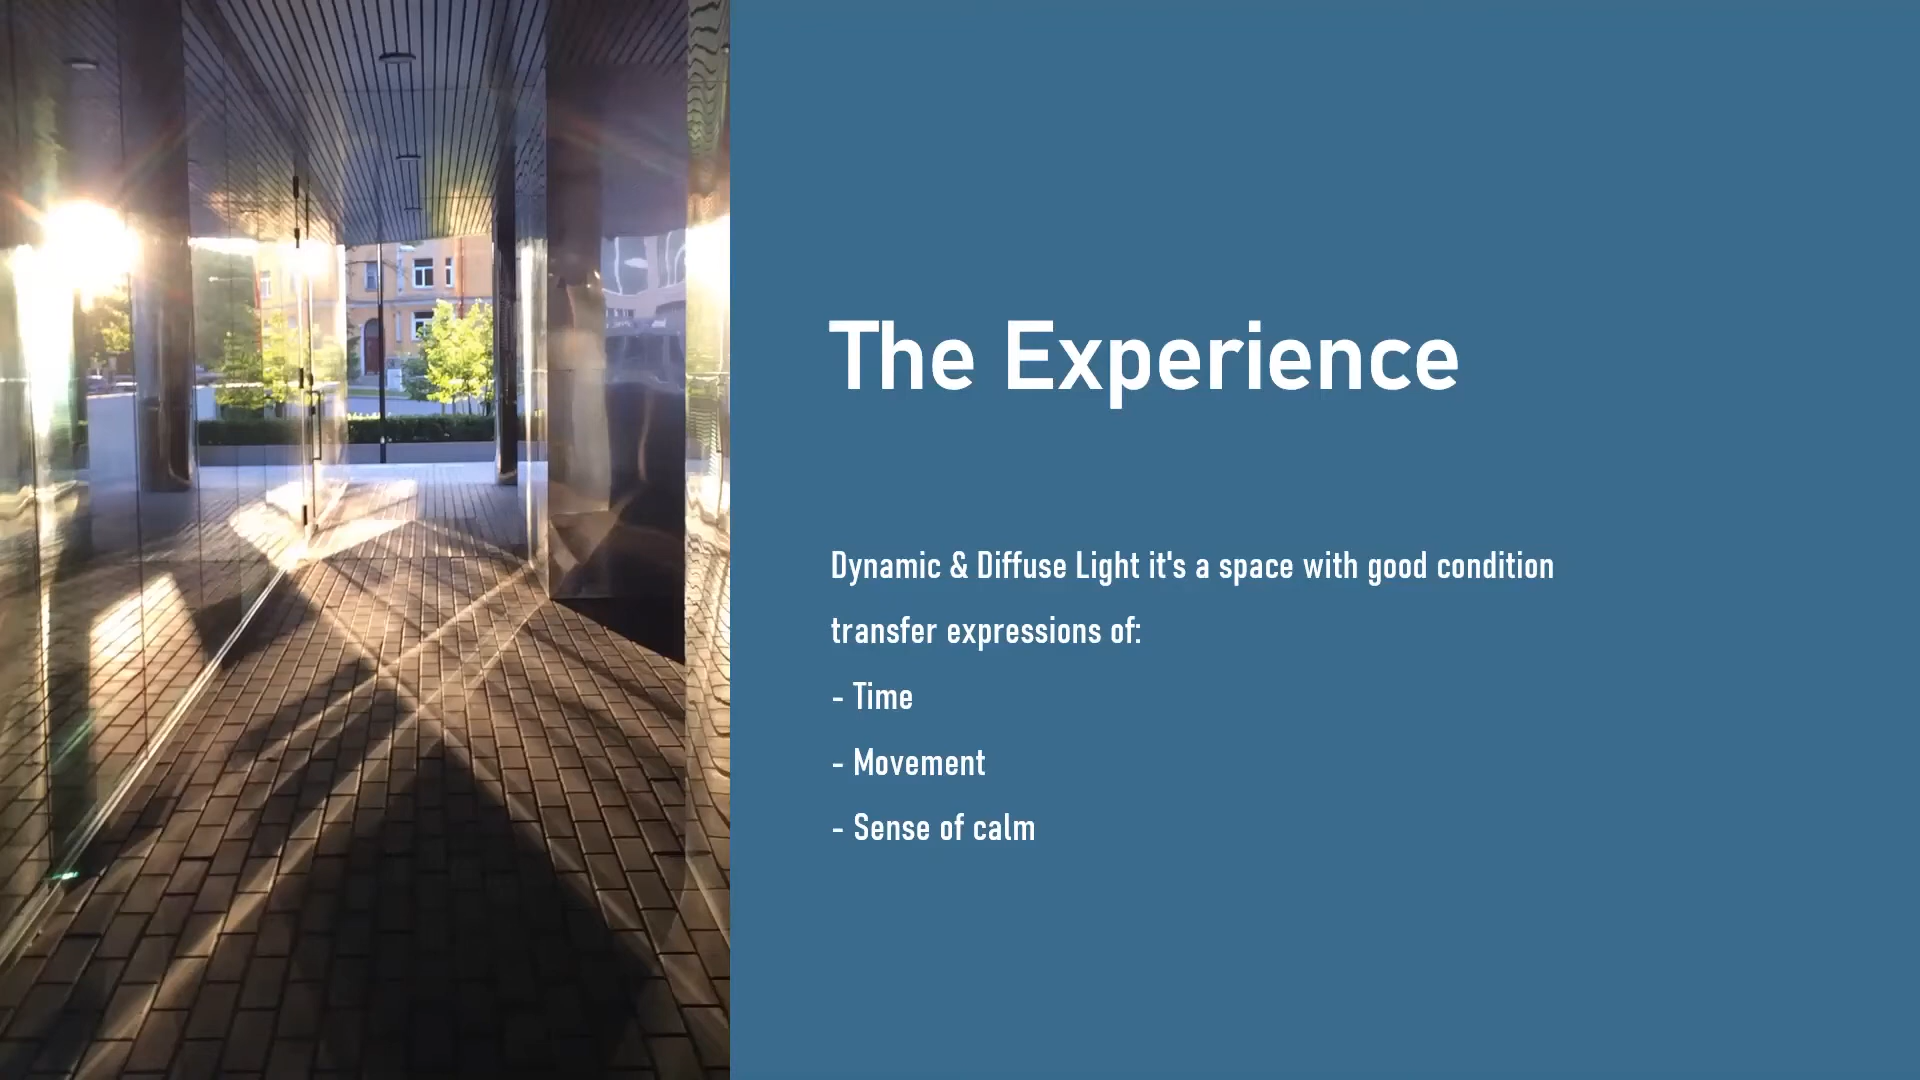 The Experience
Dynamic & Diffuse Light it's a space with good condition
transfer expressions of:
- Time
- Movement
- Sense of calm